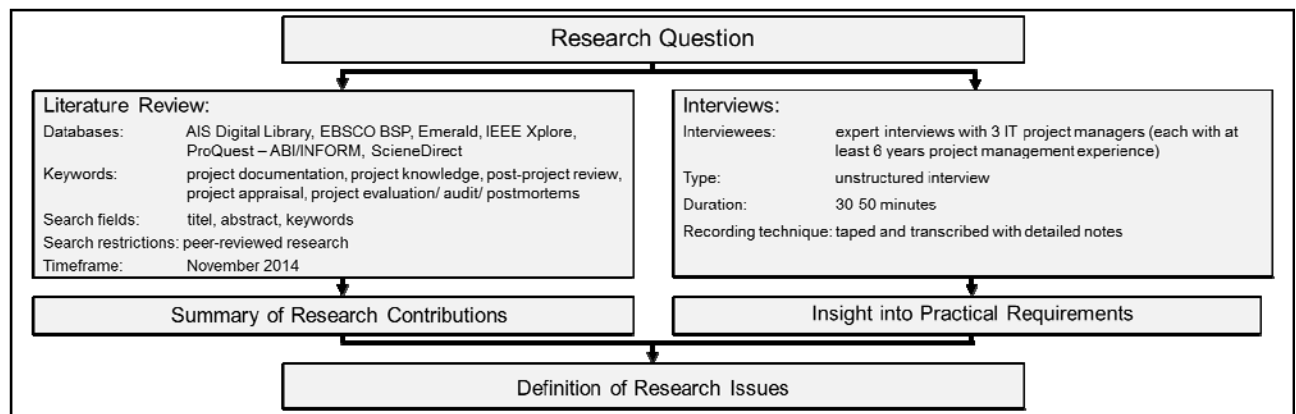 Research Question
Literature Review:
Databases: AIS Digital Library, EBSCO BSP, Emerald, IEEE Xplore,
ProQuest – ABI/INFORM, ScieneDirect
Keywords: project documentation, project knowledge, post-project review,
project appraisal, project evaluation/ audit/ postmortems
Search fields: titel, abstract, keywords
Search restrictions: peer-reviewed research
Timeframe: November 2014
Interviews:
Interviewees: expert interviews with 3 IT project managers (each with at
least 6 years project management experience)
Type: unstructured interview
Duration: 30 50 minutes
Recording technique: taped and transcribed with detailed notes
Summary of Research Contributions
Insight into Practical Requirements
Definition of Research Issues